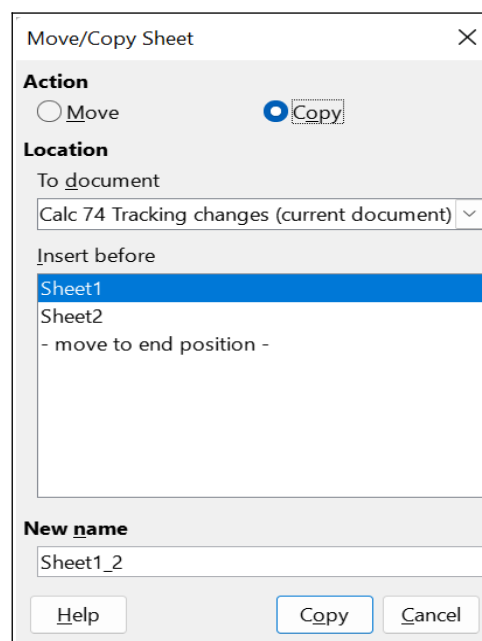 Move/Copy Sheet
Action
Move Copy
Location
To document
Calc 74 Tracking changes (current document)
Insert before
Sheet1
Sheet2
- move to end position -
New name
Sheet1_2
Help Copy Cancel